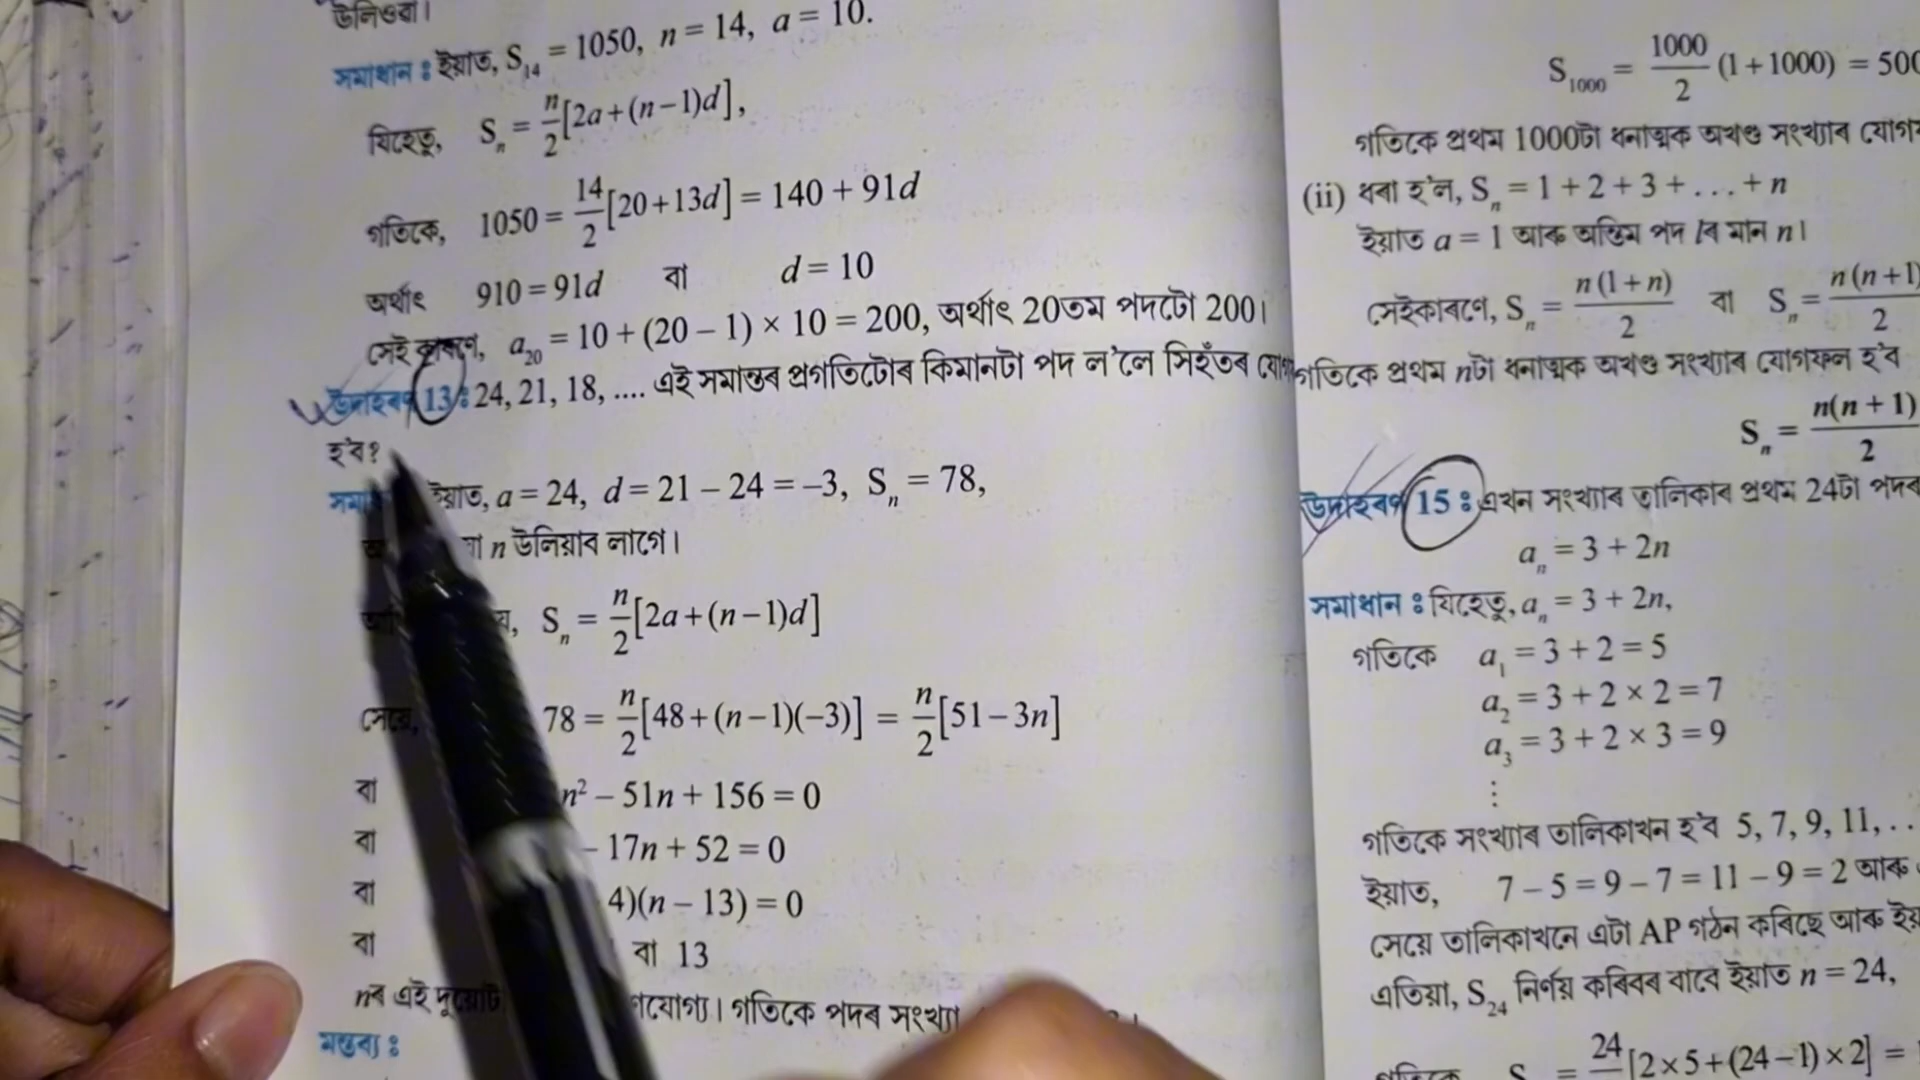 উলিওৱা।
সমাধান : ইয়াত, S₁₄ = 1050, n = 14, a = 10.
যিহেতু, Sₙ = n/2[2a + (n – 1)d],
গতিকে, 1050 = 14/2[20 + 13d] = 140 + 91d
অৰ্থাৎ 910 = 91d বা d = 10
সেই কাৰণে, a₂₀ = 10 + (20 – 1) × 10 = 200, অৰ্থাৎ 20তম পদটো 200।
উদাহৰণ 13 : 24, 21, 18, .... এই সমান্তৰ প্ৰগতিটোৰ কিমানটা পদ ল'লে সিহঁতৰ
হ'ব?
ইয়াত, a = 24, d = 21 – 24 = –3, Sₙ = 78,
n উলিয়াব লাগে।
Sₙ = n/2[2a + (n – 1)d]
সেয়ে, 78 = n/2[48 + (n – 1)(–3)] = n/2[51 – 3n]
বা n² – 51n + 156 = 0
বা – 17n + 52 = 0
বা 4)(n – 13) = 0
বা বা 13
nৰ এই দুয়োটা গতিকে পদৰ সংখ্যা
মন্তব্য :
S₁₀₀₀ = 1000/2 (1 + 1000) = 500
গতিকে প্ৰথম 1000টা ধনাত্মক অখণ্ড সংখ্যাৰ
(ii) ধৰা হ'ল, Sₙ = 1 + 2 + 3 + . . . + n
ইয়াত a = 1 আৰু অন্তিম পদ lৰ মান n।
সেইকাৰণে, Sₙ = n(1 + n)/2 বা Sₙ = n(n + 1)/2
গতিকে প্ৰথম nটা ধনাত্মক অখণ্ড সংখ্যাৰ যোগফল হ'ব
Sₙ = n(n + 1)/2
উদাহৰণ 15 : এখন সংখ্যাৰ তালিকাৰ প্ৰথম 24টা পদৰ
aₙ = 3 + 2n
সমাধান : যিহেতু, aₙ = 3 + 2n,
গতিকে a₁ = 3 + 2 = 5
a₂ = 3 + 2 × 2 = 7
a₃ = 3 + 2 × 3 = 9
⋮
গতিকে সংখ্যাৰ তালিকাখন হ'ব 5, 7, 9, 11, . .
ইয়াত, 7 – 5 = 9 – 7 = 11 – 9 = 2 আৰু
সেয়ে তালিকাখনে এটা AP গঠন কৰিছে আৰু
এতিয়া, S₂₄ নিৰ্ণয় কৰিবৰ বাবে ইয়াত n = 24,
গতিকে 24/2 [2 × 5 + (24 – 1) × 2] =